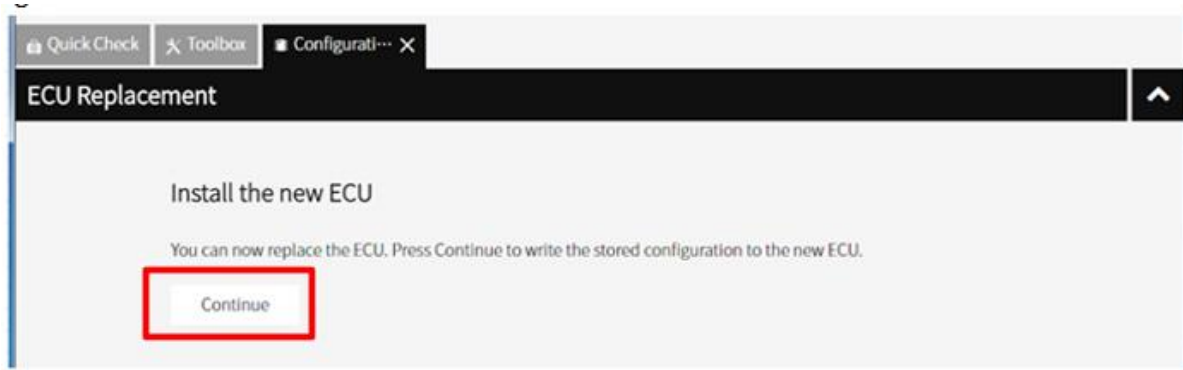 Quick Check Toolbox Configurati···
ECU Replacement
Install the new ECU
You can now replace the ECU. Press Continue to write the stored configuration to the new ECU.
Continue